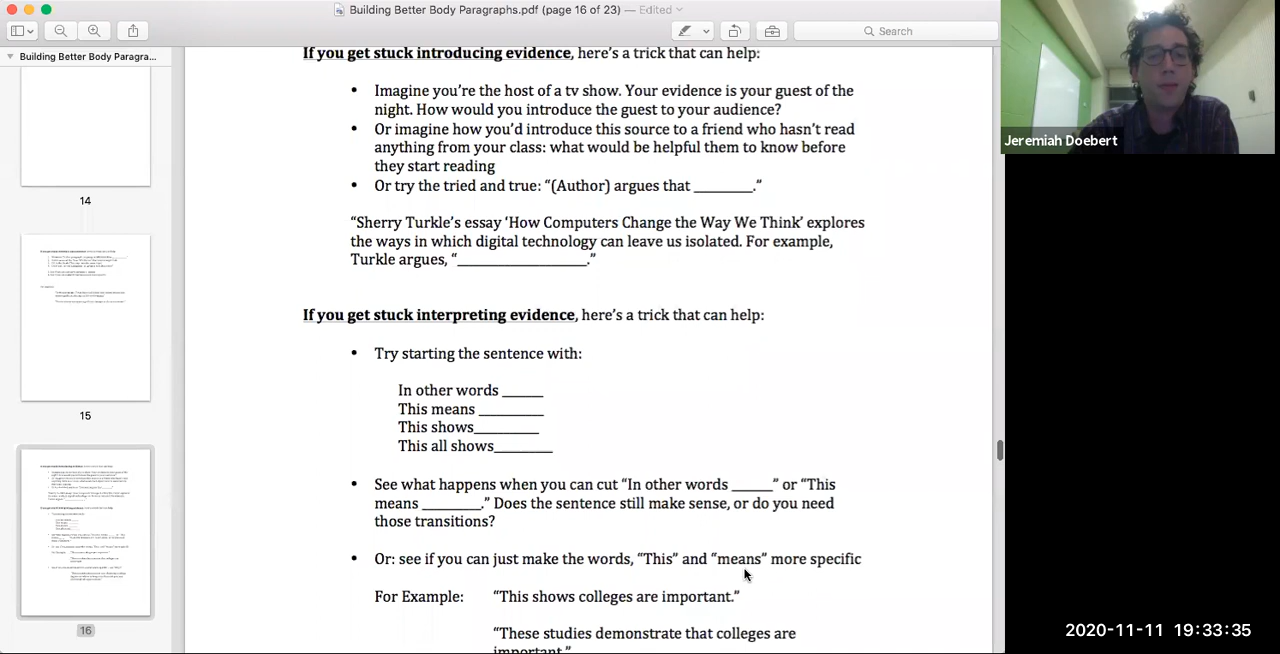 Building Better Body Paragraphs.pdf (page 16 of 23) — Edited
Search
Building Better Body Paragra...
14
15
16
If you get stuck introducing evidence, here's a trick that can help:
• Imagine you're the host of a tv show. Your evidence is your guest of the
night. How would you introduce the guest to your audience?
• Or imagine how you'd introduce this source to a friend who hasn't read
anything from your class: what would be helpful them to know before
they start reading
• Or try the tried and true: "(Author) argues that ________."
"Sherry Turkle's essay 'How Computers Change the Way We Think' explores
the ways in which digital technology can leave us isolated. For example,
Turkle argues, "__________________."
If you get stuck interpreting evidence, here's a trick that can help:
• Try starting the sentence with:
In other words ______
This means _________
This shows_________
This all shows________
• See what happens when you can cut "In other words ______" or "This
means ________." Does the sentence still make sense, or do you need
those transitions?
• Or: see if you can just make the words, "This" and "means" more specific
For Example: "This shows colleges are important."
"These studies demonstrate that colleges are
important."
Jeremiah Doebert
2020-11-11 19:33:35